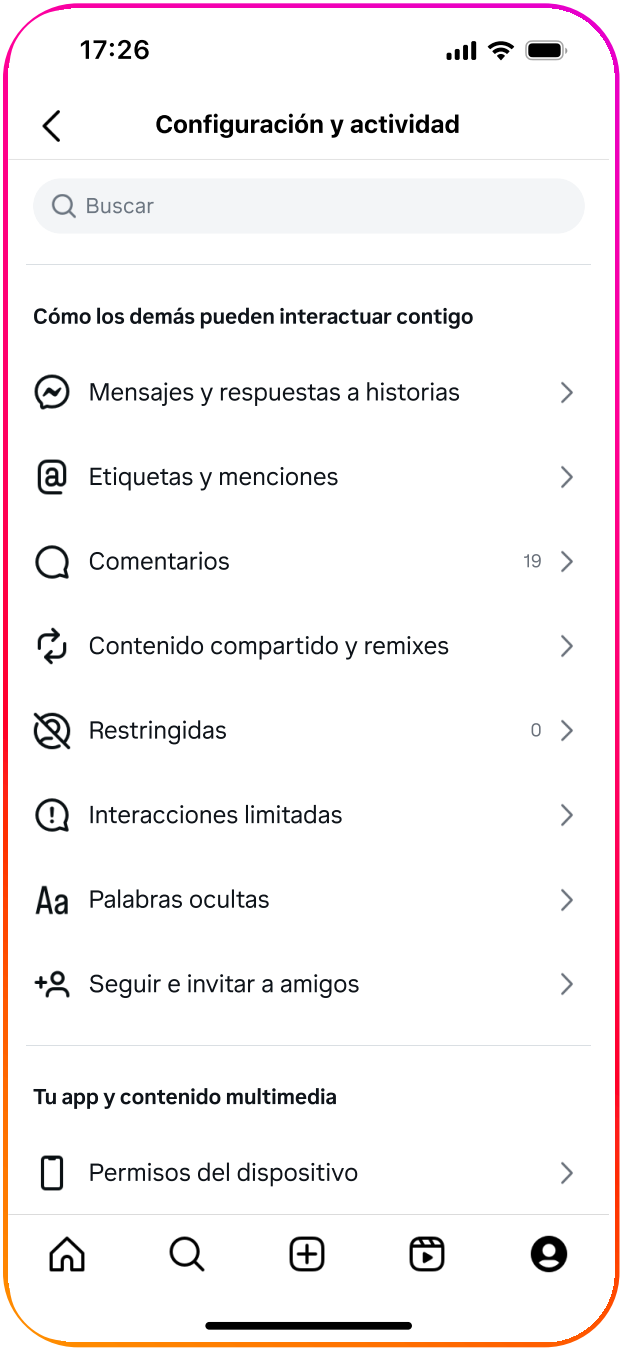 17:26
Configuración y actividad
Buscar
Cómo los demás pueden interactuar contigo
Mensajes y respuestas a historias
Etiquetas y menciones
Comentarios 19
Contenido compartido y remixes
Restringidas 0
Interacciones limitadas
Aa Palabras ocultas
Seguir e invitar a amigos
Tu app y contenido multimedia
Permisos del dispositivo